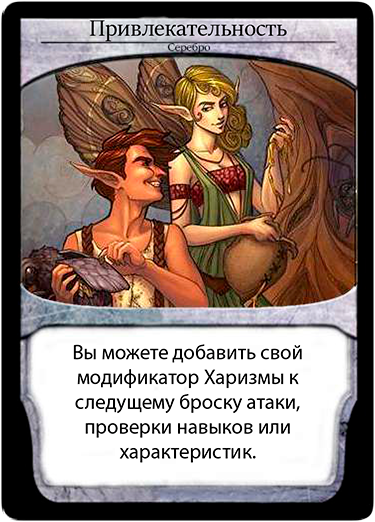 Привлекательность
Серебро
Вы можете добавить свой
модификатор Харизмы к
следущему броску атаки,
проверки навыков или
характеристик.